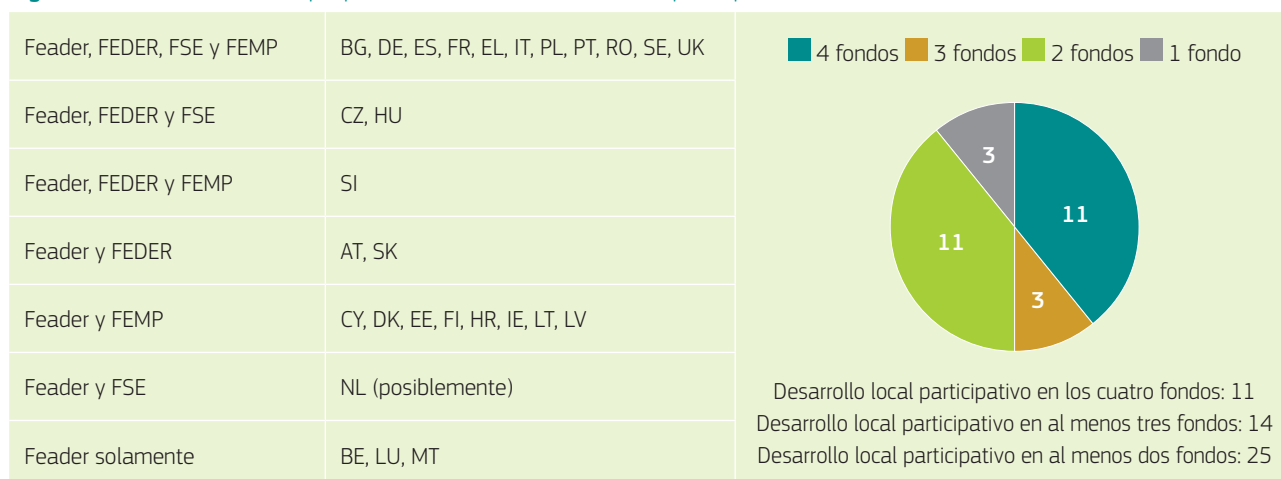 Feader, FEDER, FSE y FEMP
BG, DE, ES, FR, EL, IT, PL, PT, RO, SE, UK
Feader, FEDER y FSE
CZ, HU
Feader, FEDER y FEMP
SI
Feader y FEDER
AT, SK
Feader y FEMP
CY, DK, EE, FI, HR, IE, LT, LV
Feader y FSE
NL (posiblemente)
Feader solamente
BE, LU, MT
4 fondos 3 fondos 2 fondos 1 fondo
3
11
11
3
Desarrollo local participativo en los cuatro fondos: 11
Desarrollo local participativo en al menos tres fondos: 14
Desarrollo local participativo en al menos dos fondos: 25